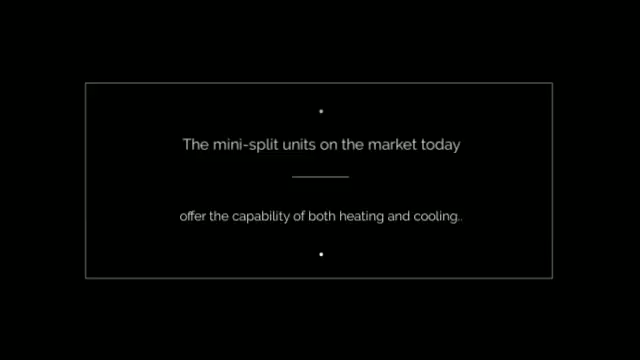 The mini-split units on the market today
offer the capability of both heating and cooling..